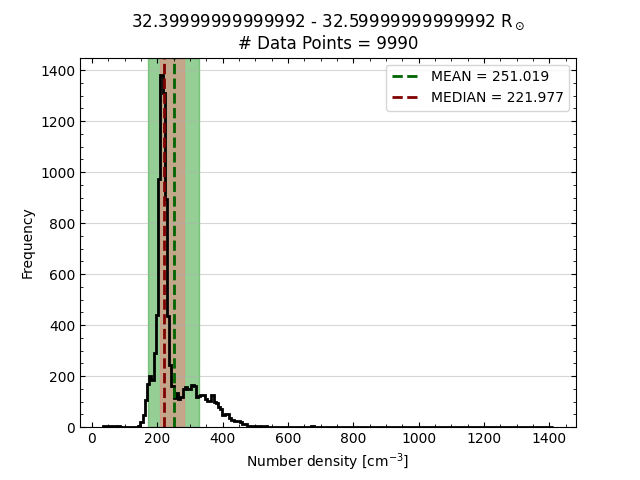 32.39999999999992 - 32.59999999999992 R⊙
# Data Points = 9990
MEAN = 251.019
MEDIAN = 221.977
Frequency
1400
1200
1000
800
600
400
200
0
0 200 400 600 800 1000 1200 1400
Number density [cm⁻³]